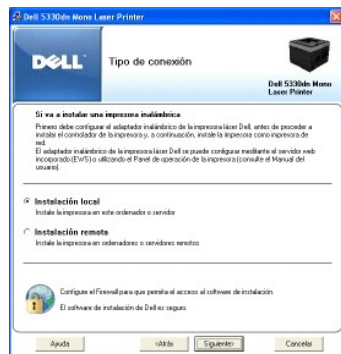 Dell 5330dn Mono Laser Printer
DELL
Tipo de conexión
Dell 5330dn Mono
Laser Printer
Si va a instalar una impresora inalámbrica
Primero debe configurar el adaptador inalámbrico de la impresora láser Dell, antes de proceder a
instalar el controlador de la impresora y, a continuación, instale la impresora como impresora de
red.
El adaptador inalámbrico de la impresora láser Dell se puede configurar mediante el servidor web
incorporado (EWS) o utilizando el Panel de operación de la impresora (consulte el Manual del
usuario).
Instalación local
Instale la impresora en este ordenador o servidor
Instalación remota
Instale la impresora en ordenadores o servidores remotos
Configure el Firewall para que permita el acceso al software de instalación.
El software de instalación de Dell es seguro.
Ayuda
<Atrás
Siguiente>
Cancelar